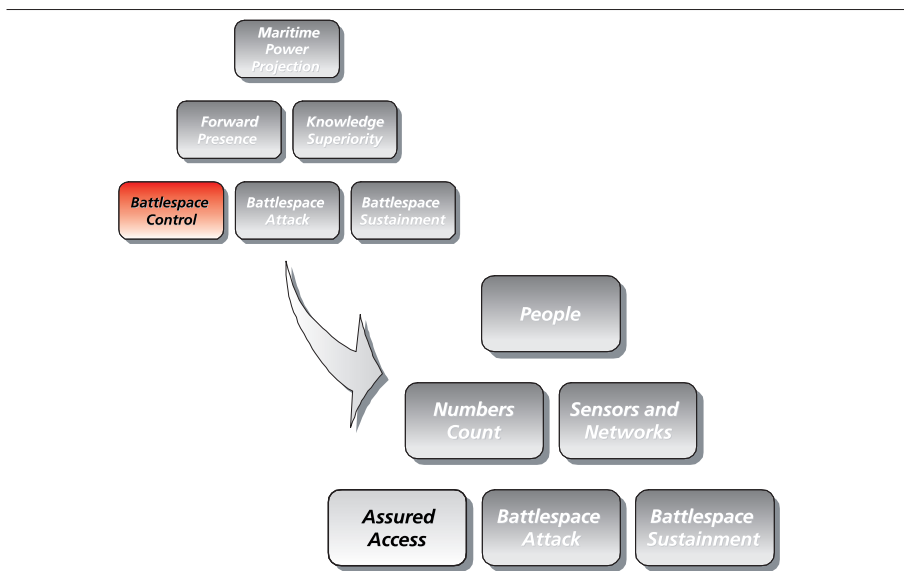 Maritime
Power
Projection
Forward
Presence
Knowledge
Superiority
Battlespace
Control
Battlespace
Attack
Battlespace
Sustainment
People
Numbers
Count
Sensors and
Networks
Assured
Access
Battlespace
Attack
Battlespace
Sustainment